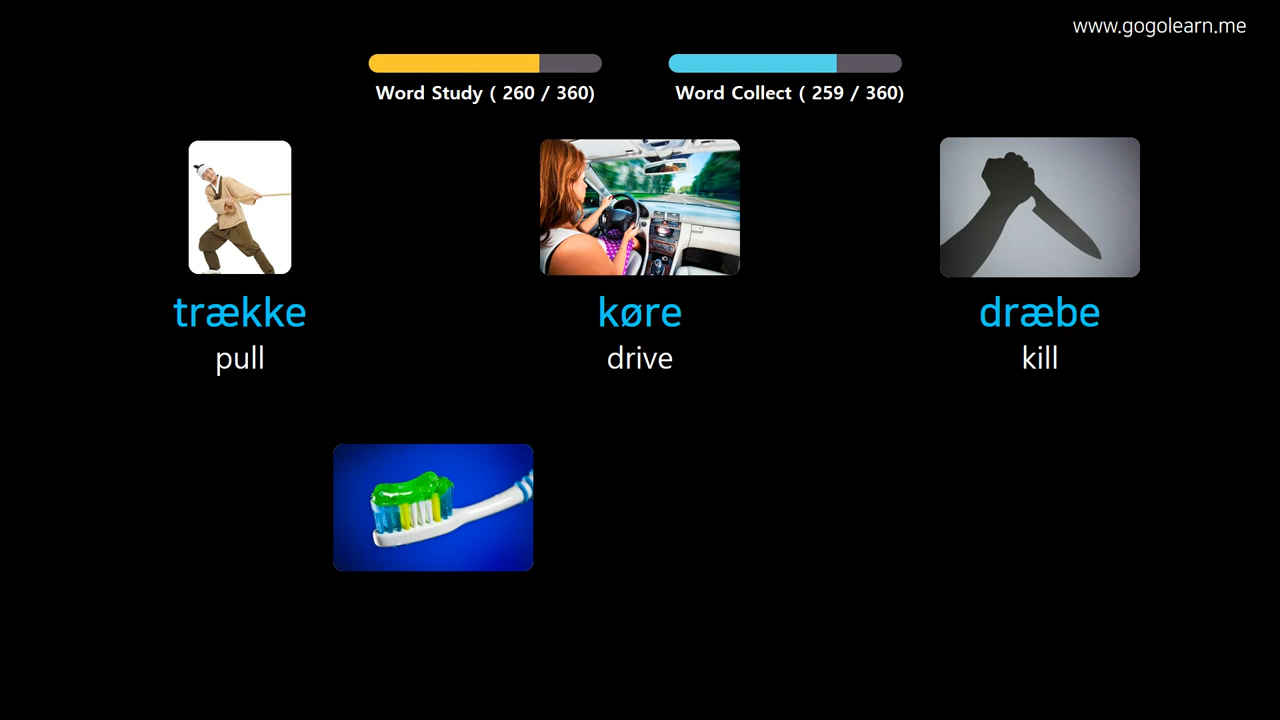 www.gogolearn.me
Word Study ( 260 / 360)
Word Collect ( 259 / 360)
trække
pull
køre
drive
dræbe
kill